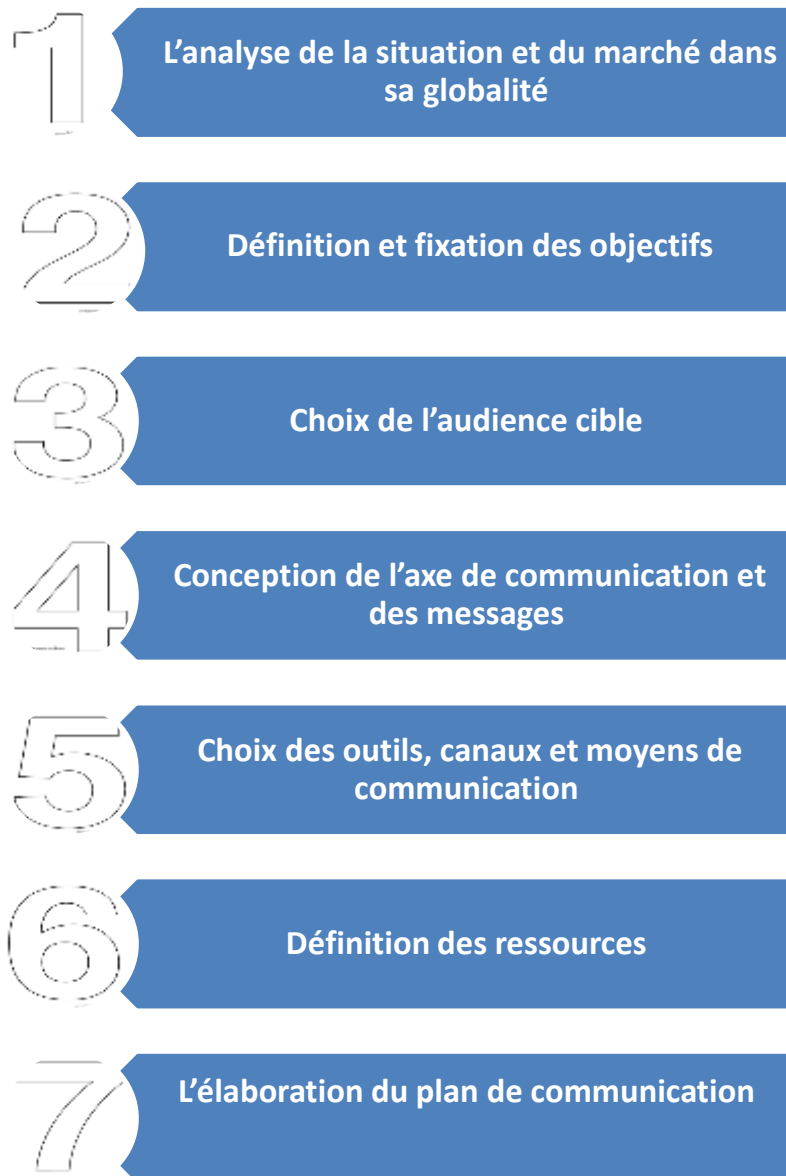 1
L’analyse de la situation et du marché dans
sa globalité
2
Définition et fixation des objectifs
3
Choix de l’audience cible
4
Conception de l’axe de communication et
des messages
5
Choix des outils, canaux et moyens de
communication
6
Définition des ressources
7
L’élaboration du plan de communication